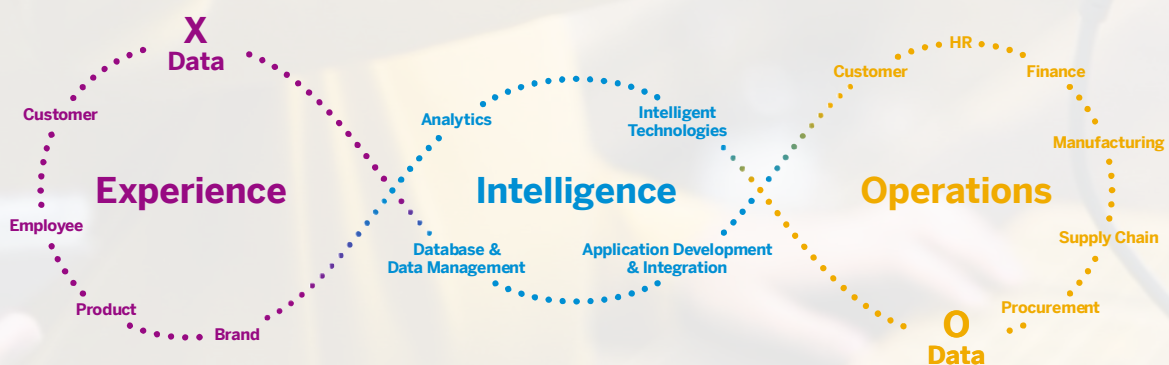 X
Data
Customer
Experience
Employee
Product
Brand
Analytics
Intelligent
Technologies
Intelligence
Database &
Data Management
Application Development
& Integration
HR
Customer
Finance
Manufacturing
Operations
Supply Chain
Procurement
O
Data